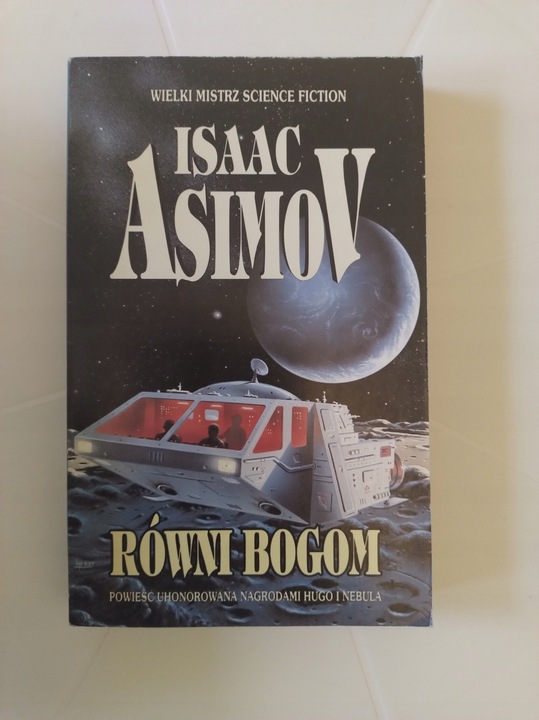 WIELKI MISTRZ SCIENCE FICTION
ISAAC
ASIMOV
RÓWNI BOGOM
POWIEŚĆ UHONOROWANA NAGRODAMI HUGO I NEBULA